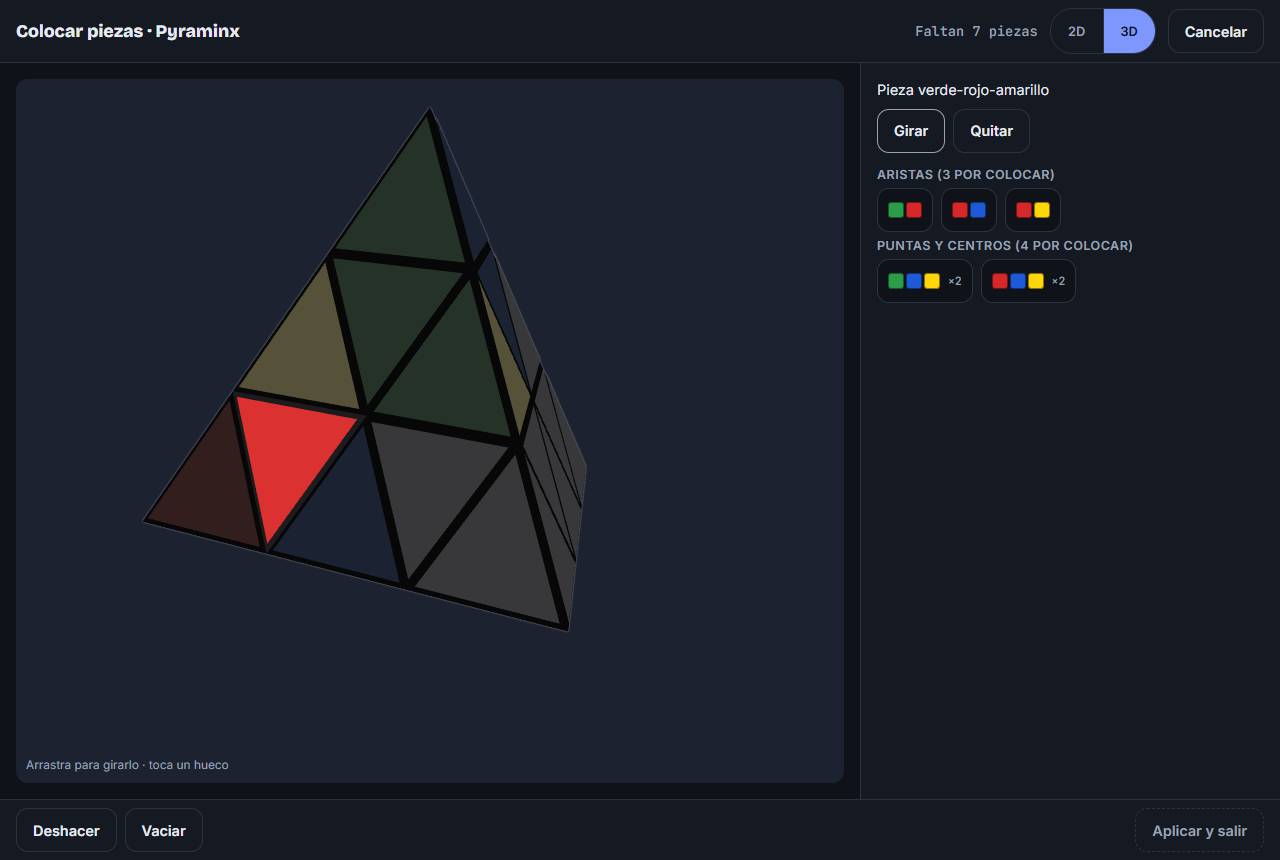 Colocar piezas · Pyraminx
Faltan 7 piezas
2D
3D
Cancelar
Pieza verde-rojo-amarillo
Girar
Quitar
ARISTAS (3 POR COLOCAR)
PUNTAS Y CENTROS (4 POR COLOCAR)
×2
×2
Arrastra para girarlo · toca un hueco
Deshacer
Vaciar
Aplicar y salir